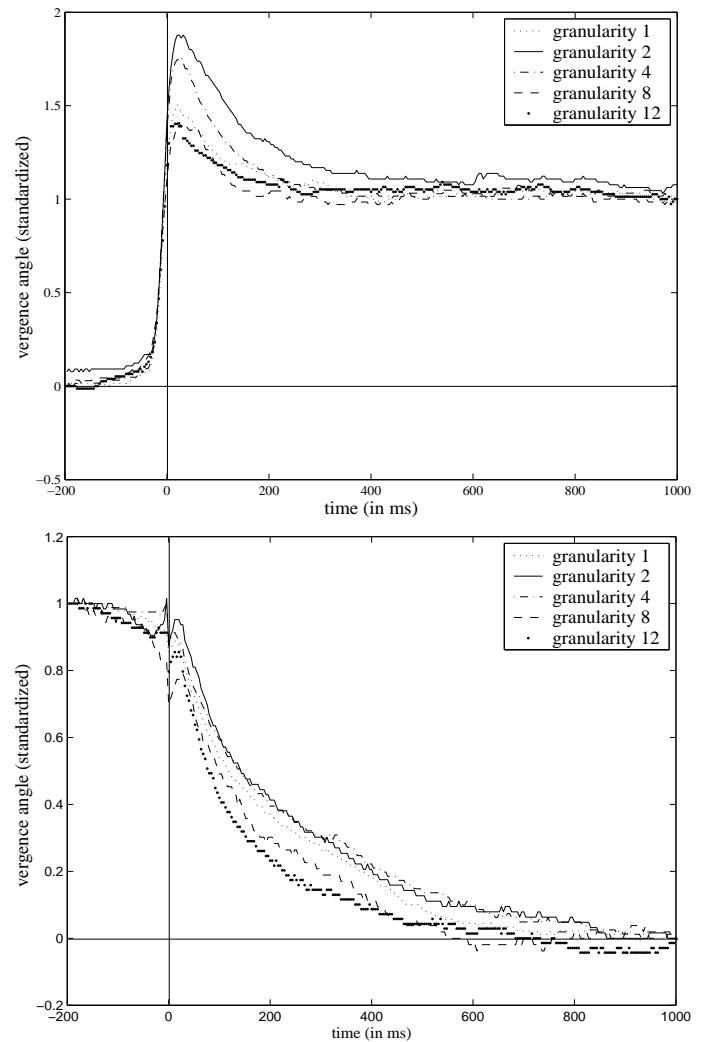 2
1.5
1
0.5
0
−0.5
vergence angle (standardized)
granularity 1
granularity 2
granularity 4
granularity 8
granularity 12
−200 0 200 400 600 800 1000
time (in ms)
1.2
1
0.8
0.6
0.4
0.2
0
−0.2
vergence angle (standardized)
granularity 1
granularity 2
granularity 4
granularity 8
granularity 12
−200 0 200 400 600 800 1000
time (in ms)